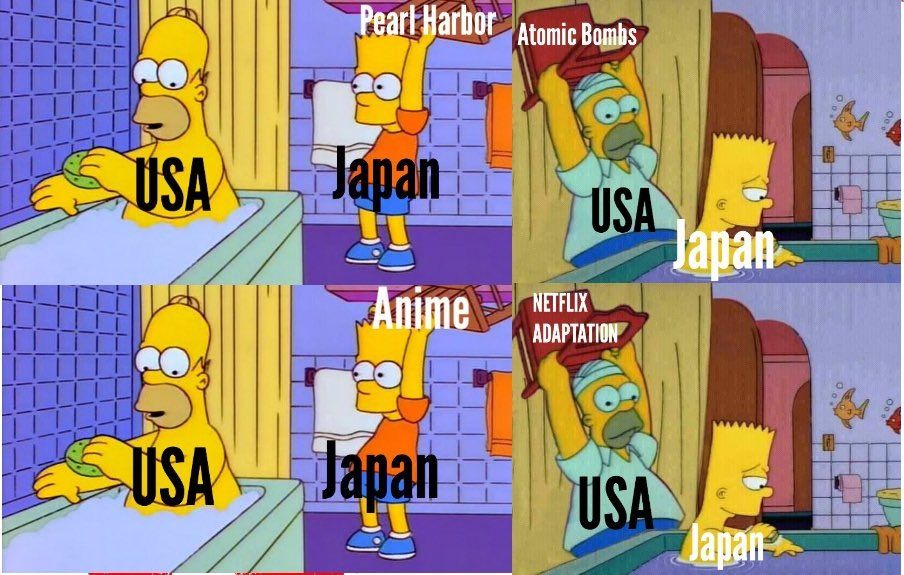 Pearl Harbor
USA
Japan
Atomic Bombs
USA
Japan
Anime
USA
Japan
NETFLIX
ADAPTATION
USA
Japan